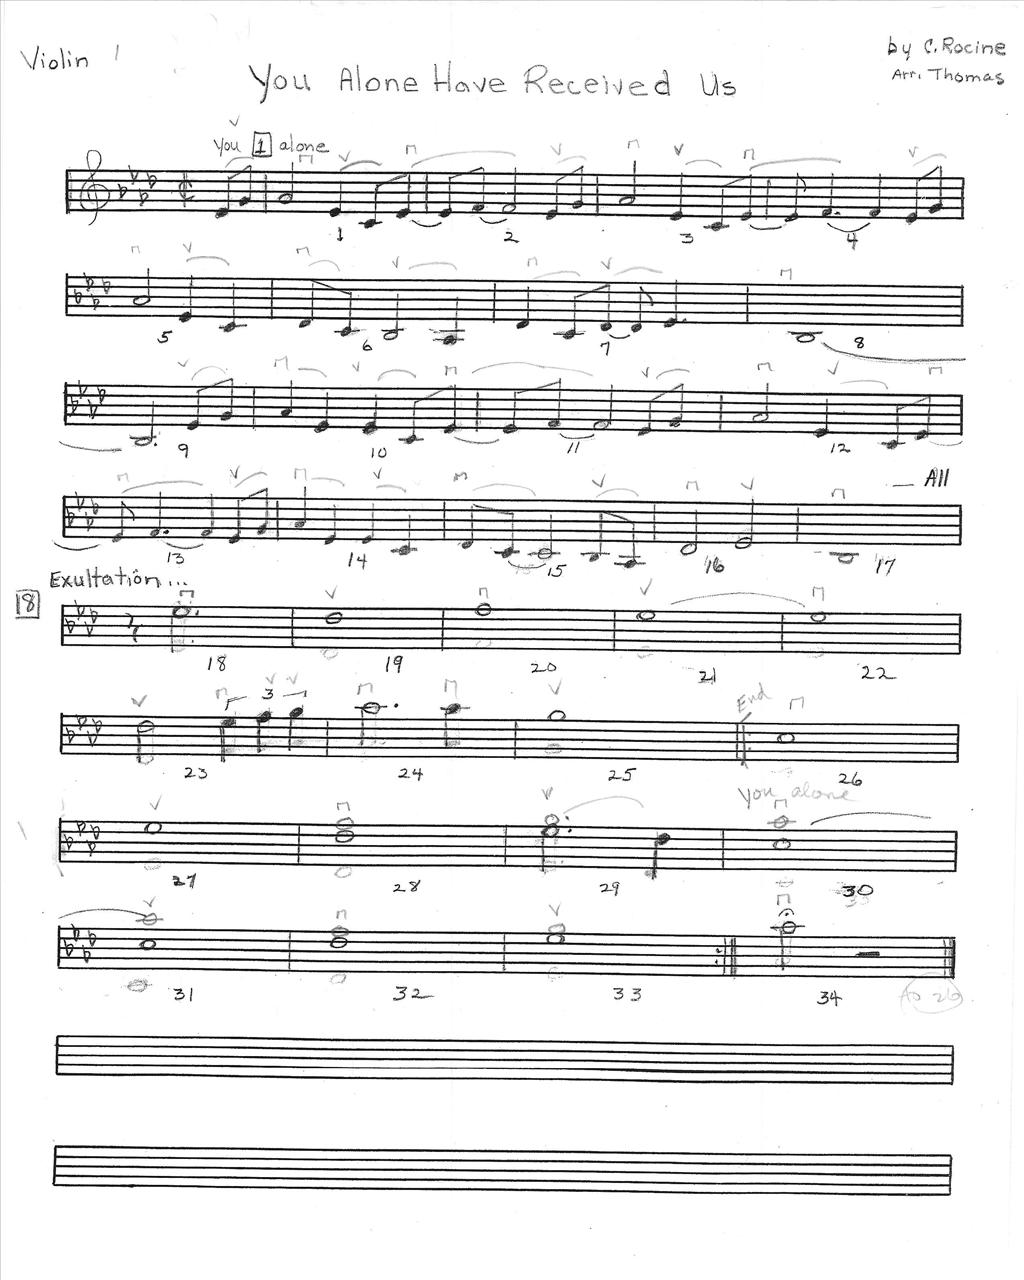 Violin 1
by C. Rocine
Arr. Thomas
You Alone Have Received Us
You 1 alone
1 2 3 4
5 6 7 8
9 10 11 12
All
13 14 15 16 17
Exultation...
18
18 19 20 21 22
3
End
23 24 25 26
You alone
27 28 29 30
31 32 33 34
to 26